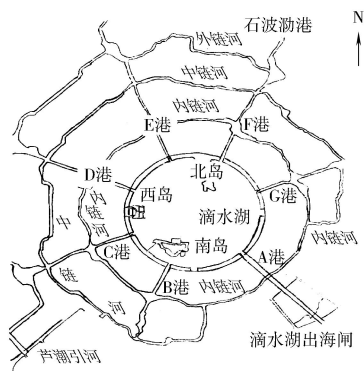 石波泐港
N
外链河
中链河
内链河
E港
F港
D港
北岛
西岛
G港
内链河
滴水湖
中链河
C港
南岛
A港
内链河
B港
内链河
滴水湖出海闸
芦潮引河